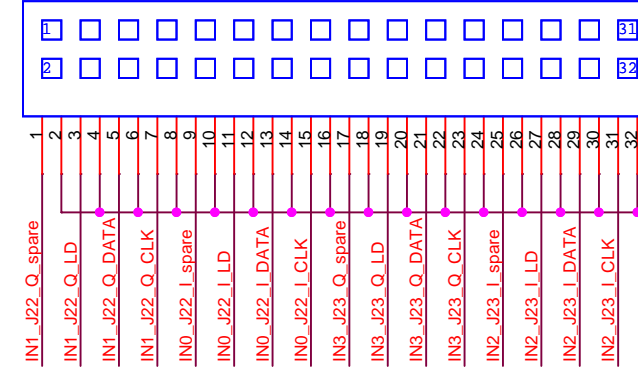 1 31
2 32
1 2 3 4 5 6 7 8 9 10 11 12 13 14 15 16 17 18 19 20 21 22 23 24 25 26 27 28 29 30 31 32
IN1_J22_Q_spare
IN1_J22_Q_LD
IN1_J22_Q_DATA
IN1_J22_Q_CLK
IN0_J22_I_spare
IN0_J22_I_LD
IN0_J22_I_DATA
IN0_J22_I_CLK
IN3_J23_Q_spare
IN3_J23_Q_LD
IN3_J23_Q_DATA
IN3_J23_Q_CLK
IN2_J23_I_spare
IN2_J23_I_LD
IN2_J23_I_DATA
IN2_J23_I_CLK